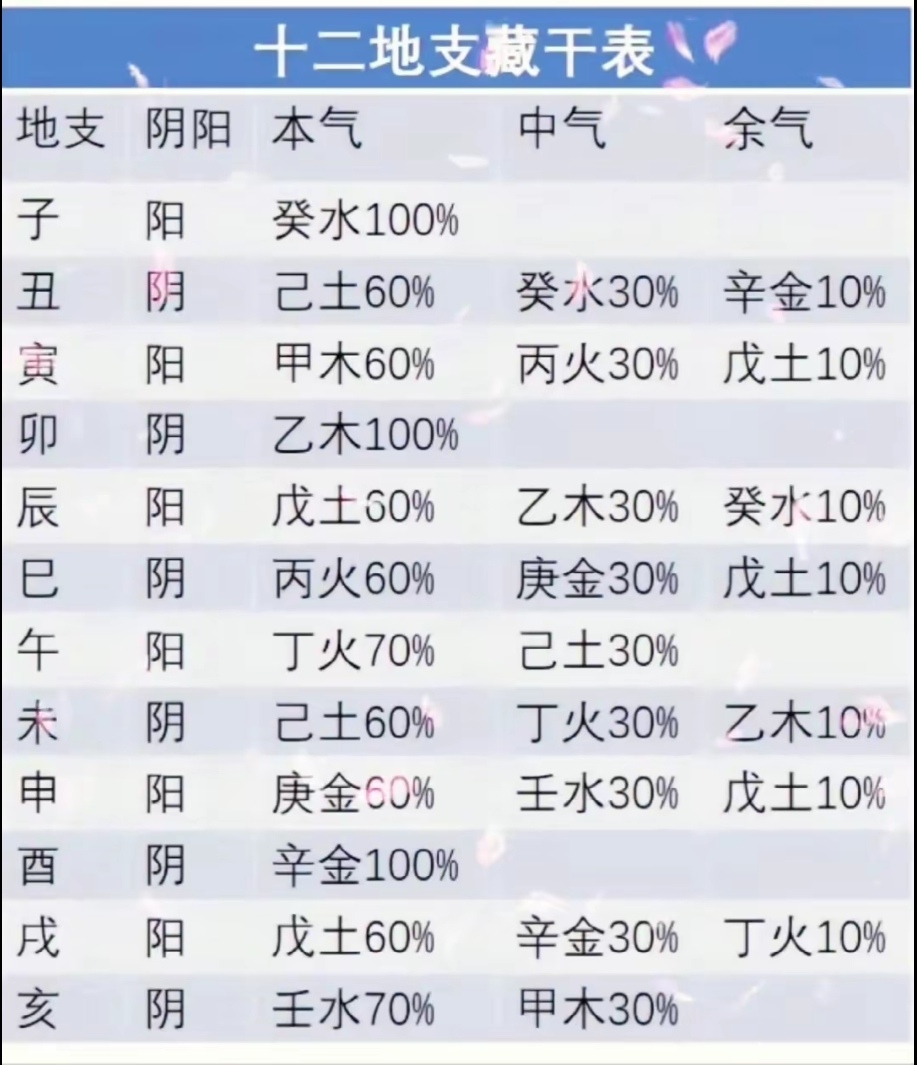 十二地支藏干表
地支 阴阳 本气 中气 余气
子 阳 癸水100%
丑 阴 己土60% 癸水30% 辛金10%
寅 阳 甲木60% 丙火30% 戊土10%
卯 阴 乙木100%
辰 阳 戊土60% 乙木30% 癸水10%
巳 阴 丙火60% 庚金30% 戊土10%
午 阳 丁火70% 己土30%
未 阴 己土60% 丁火30% 乙木10%
申 阳 庚金60% 壬水30% 戊土10%
酉 阴 辛金100%
戌 阳 戊土60% 辛金30% 丁火10%
亥 阴 壬水70% 甲木30%